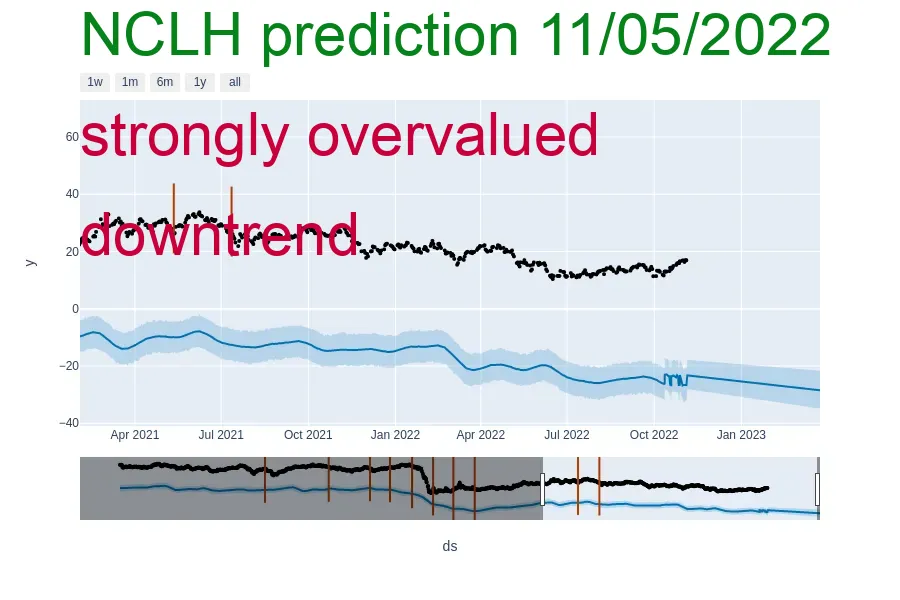 NCLH prediction 11/05/2022
1w 1m 6m 1y all
strongly overvalued
downtrend
60
40
20
0
−20
−40
y
Apr 2021 Jul 2021 Oct 2021 Jan 2022 Apr 2022 Jul 2022 Oct 2022 Jan 2023
ds